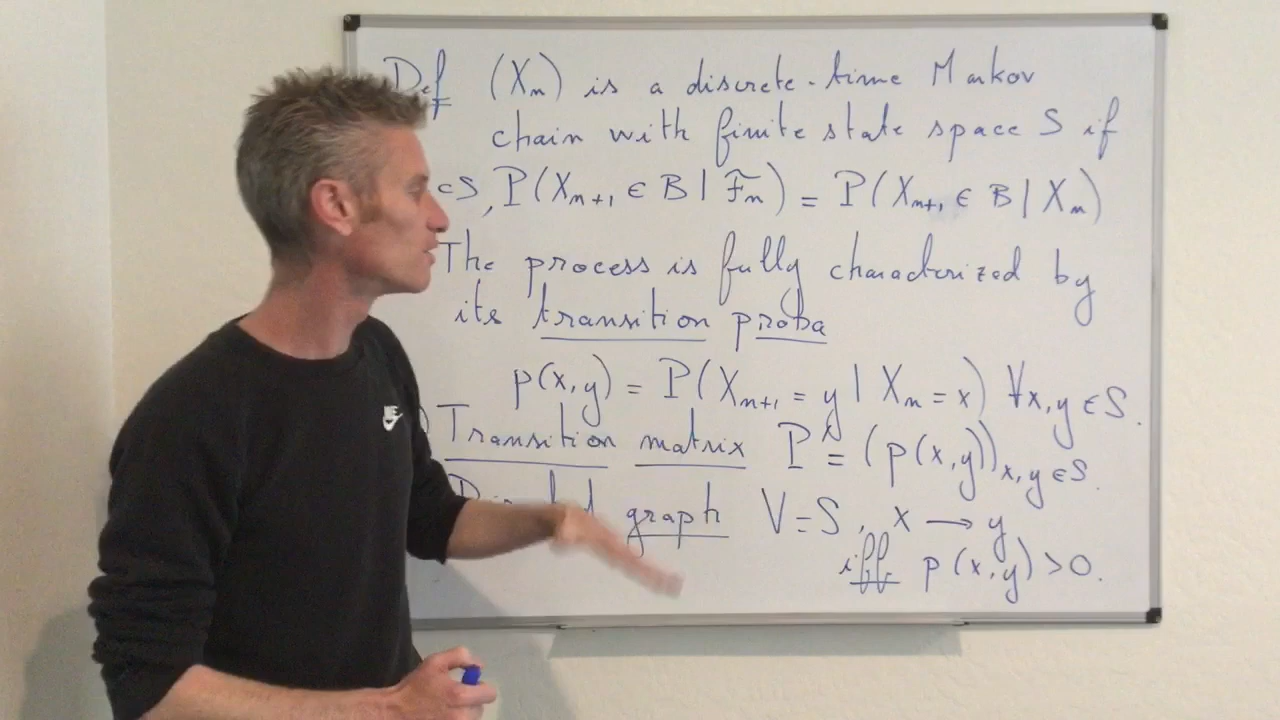 Def (Xₙ) is a discrete-time Markov
chain with finite state space S if
⊂S, P(Xₙ₊₁ ∈ B | ℱₙ) = P(Xₙ₊₁ ∈ B | Xₙ)
The process is fully characterized by
its transition proba
p(x,y) = P(Xₙ₊₁ = y | Xₙ = x) ∀x,y ∈ S.
) Transition matrix P = (p(x,y))ₓ,ᵧ ∈ S.
graph V = S, x → y
iff p(x,y) > 0.